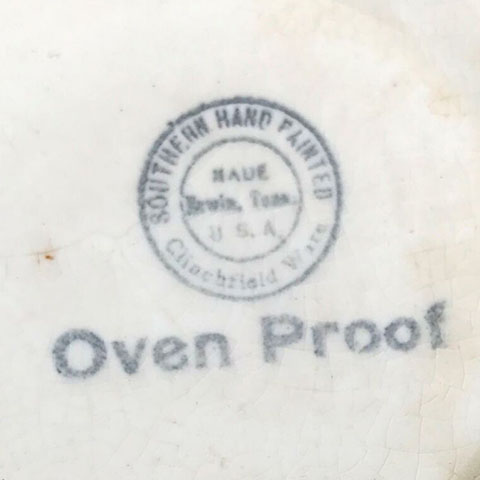 SOUTHERN HAND PAINTED
MADE
Erwin, Tenn.
U.S.A.
Clinchfield Ware
Oven Proof